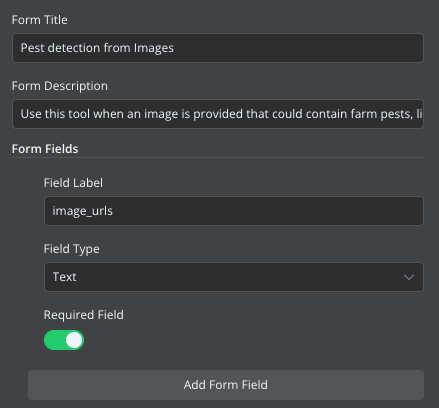 Form Title
Pest detection from Images
Form Description
Use this tool when an image is provided that could contain farm pests, li
Form Fields
Field Label
image_urls
Field Type
Text
Required Field
Add Form Field